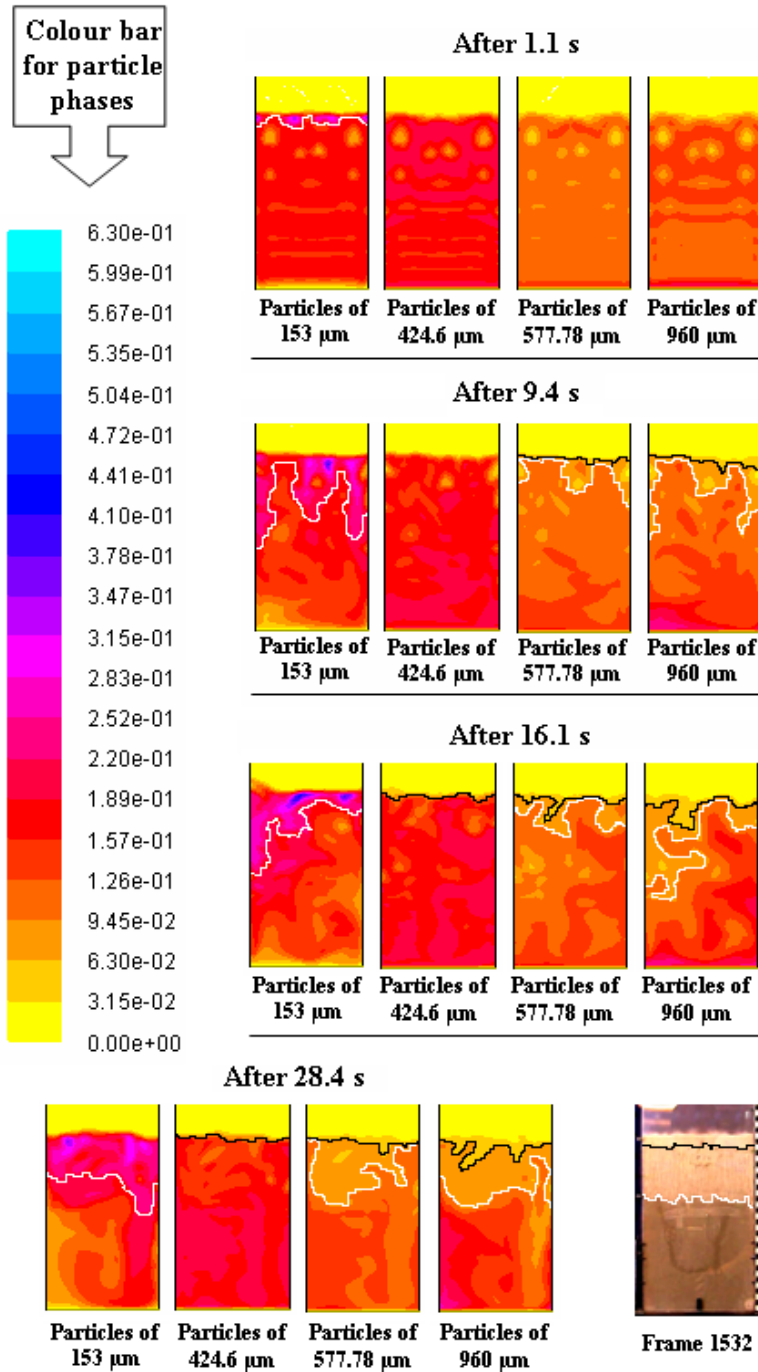 Colour bar
for particle
phases
6.30e-01
5.99e-01
5.67e-01
5.35e-01
5.04e-01
4.72e-01
4.41e-01
4.10e-01
3.78e-01
3.47e-01
3.15e-01
2.83e-01
2.52e-01
2.20e-01
1.89e-01
1.57e-01
1.26e-01
9.45e-02
6.30e-02
3.15e-02
0.00e+00
After 1.1 s
Particles of
153 µm
Particles of
424.6 µm
Particles of
577.78 µm
Particles of
960 µm
After 9.4 s
Particles of
153 µm
Particles of
424.6 µm
Particles of
577.78 µm
Particles of
960 µm
After 16.1 s
Particles of
153 µm
Particles of
424.6 µm
Particles of
577.78 µm
Particles of
960 µm
After 28.4 s
Particles of
153 µm
Particles of
424.6 µm
Particles of
577.78 µm
Particles of
960 µm
Frame 1532